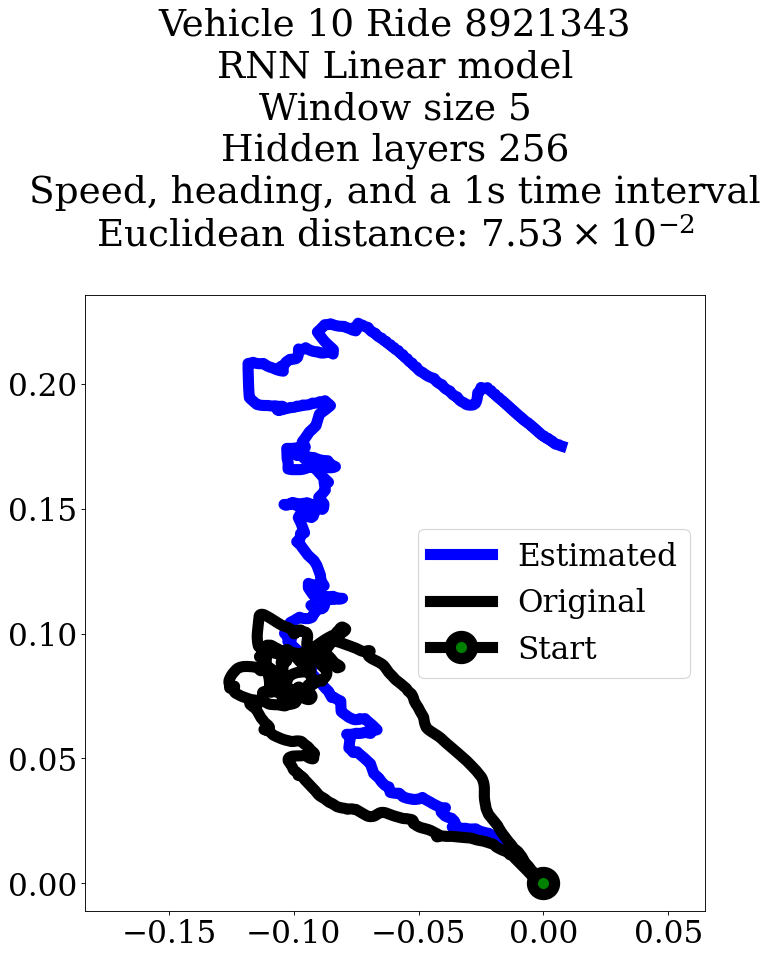 Vehicle 10 Ride 8921343
RNN Linear model
Window size 5
Hidden layers 256
Speed, heading, and a 1s time interval
Euclidean distance: 7.53 × 10⁻²
0.20
0.15
0.10
0.05
0.00
Estimated
Original
Start
−0.15 −0.10 −0.05 0.00 0.05